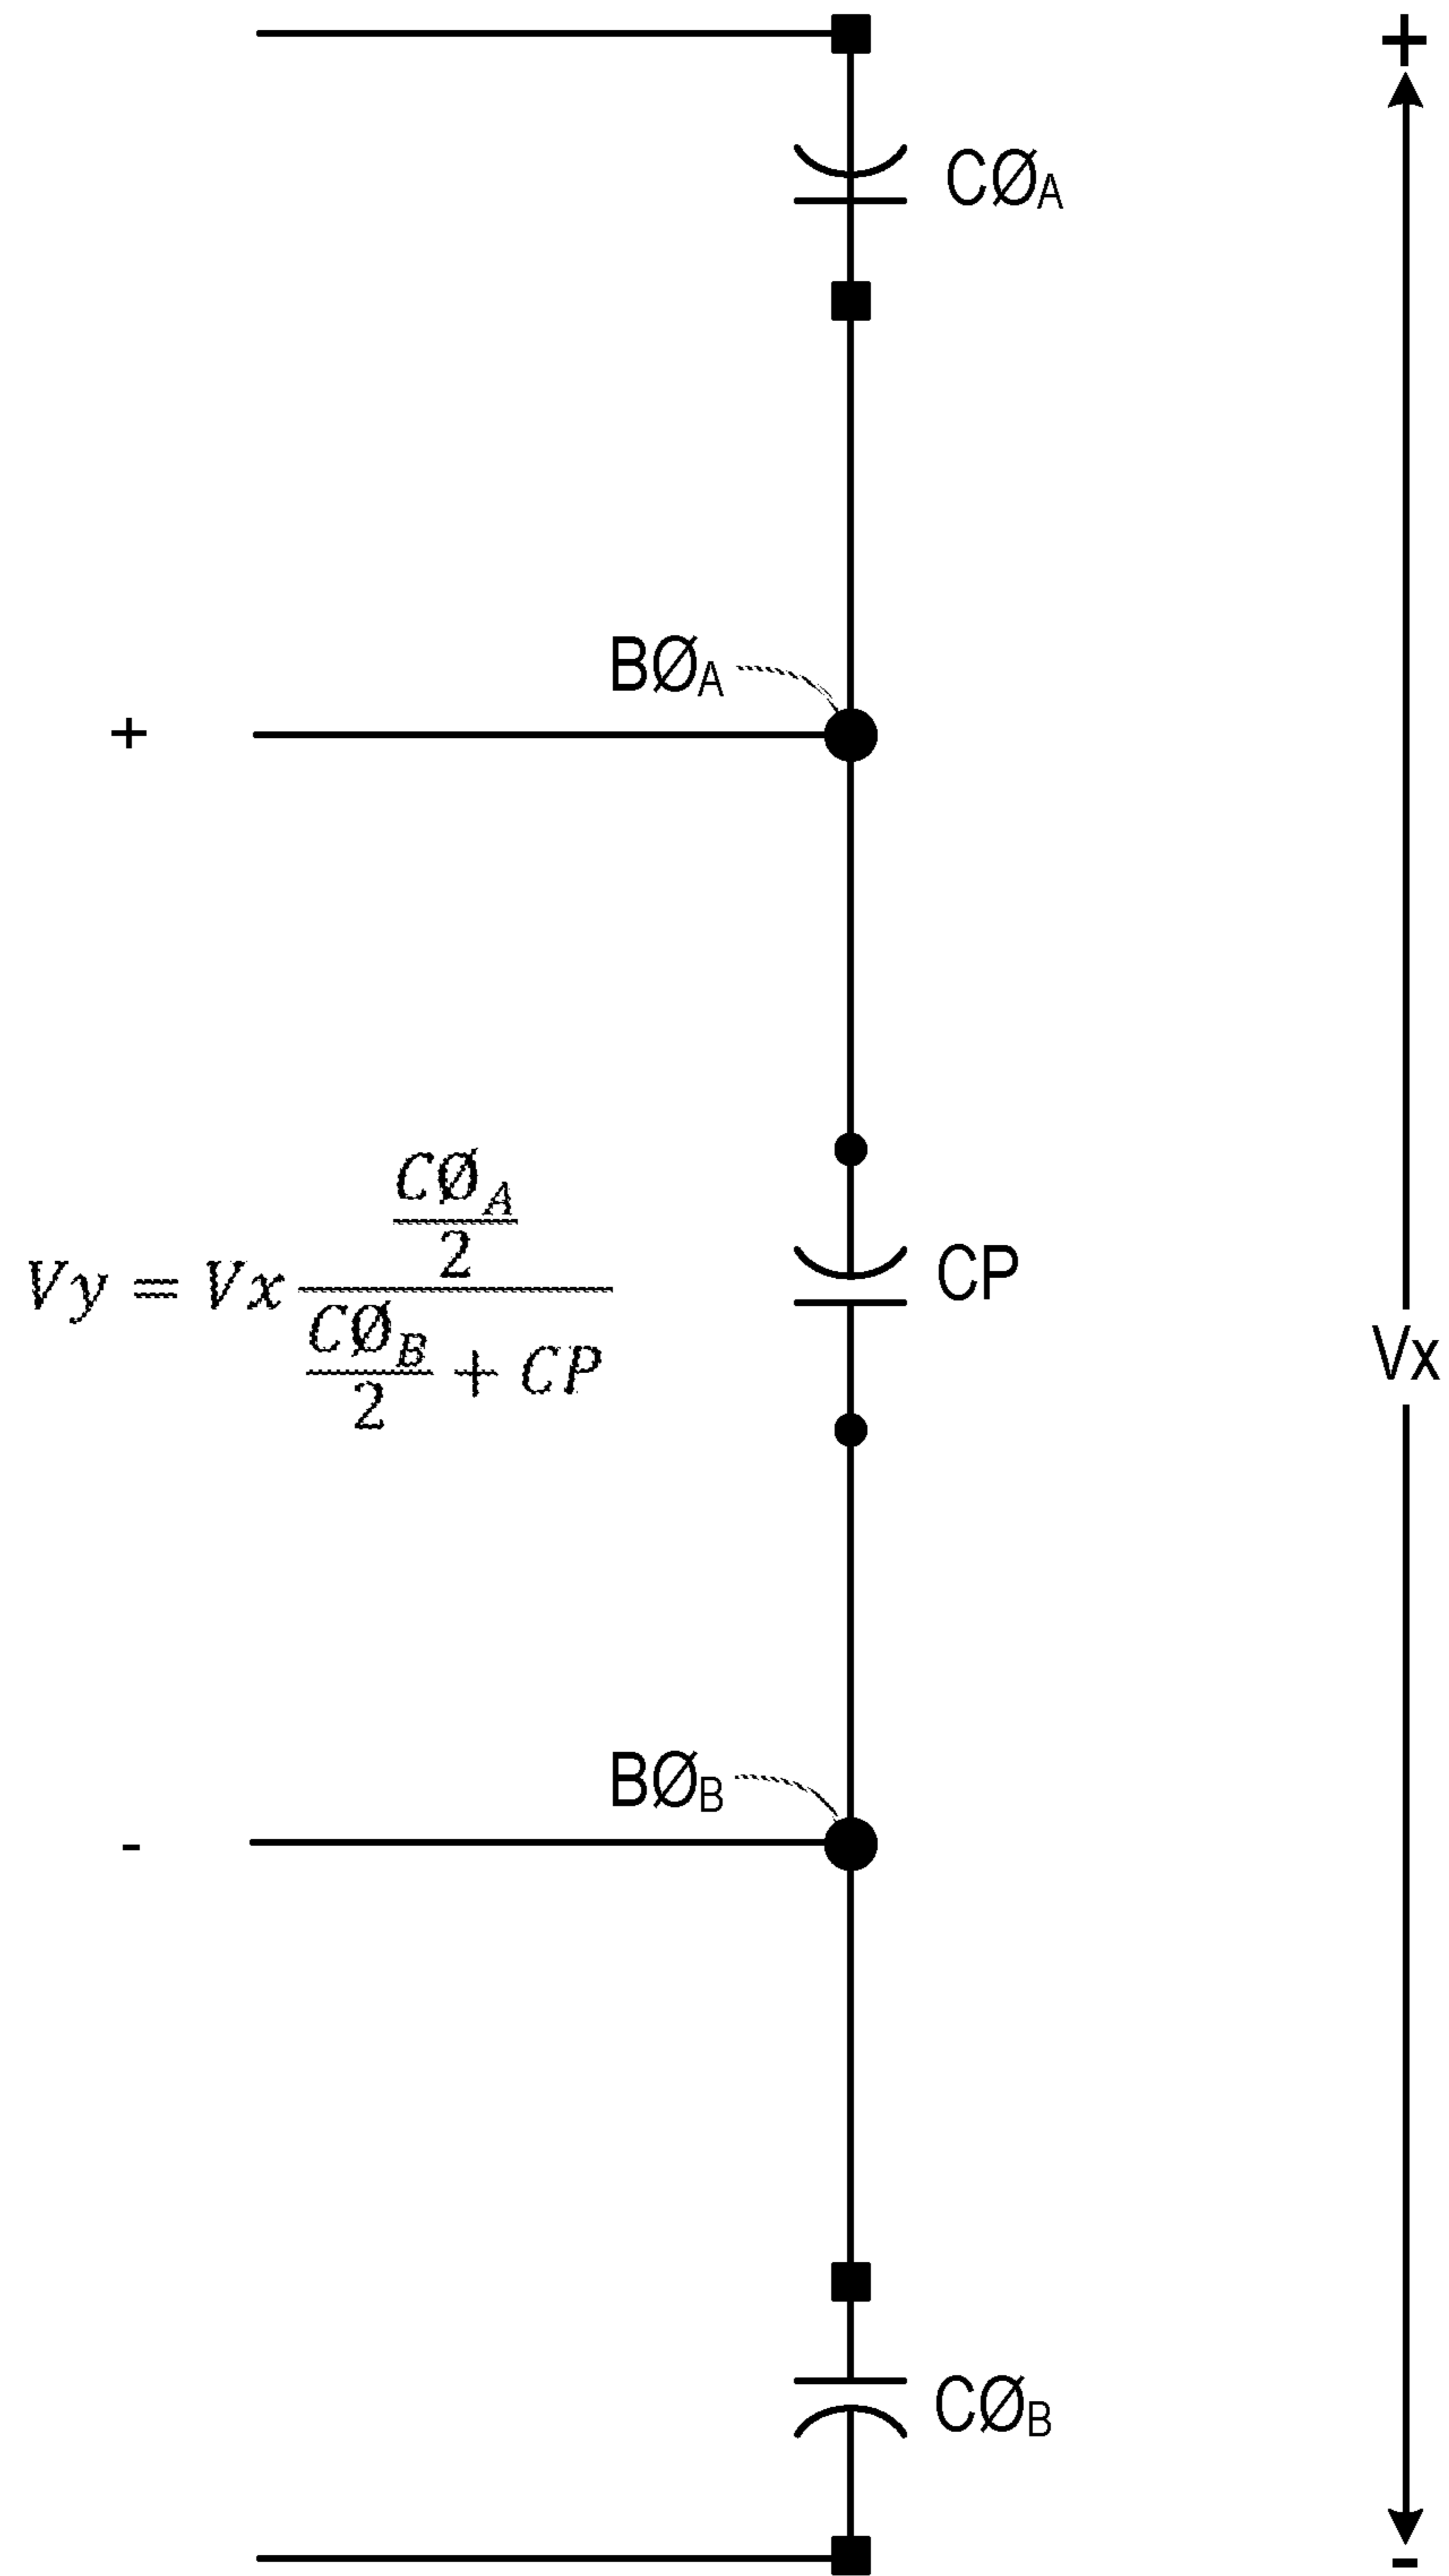 +
CØA
BØA
+
Vy = Vx (CØA/2)/(CØB/2 + CP)
CP
Vx
BØB
-
CØB
-